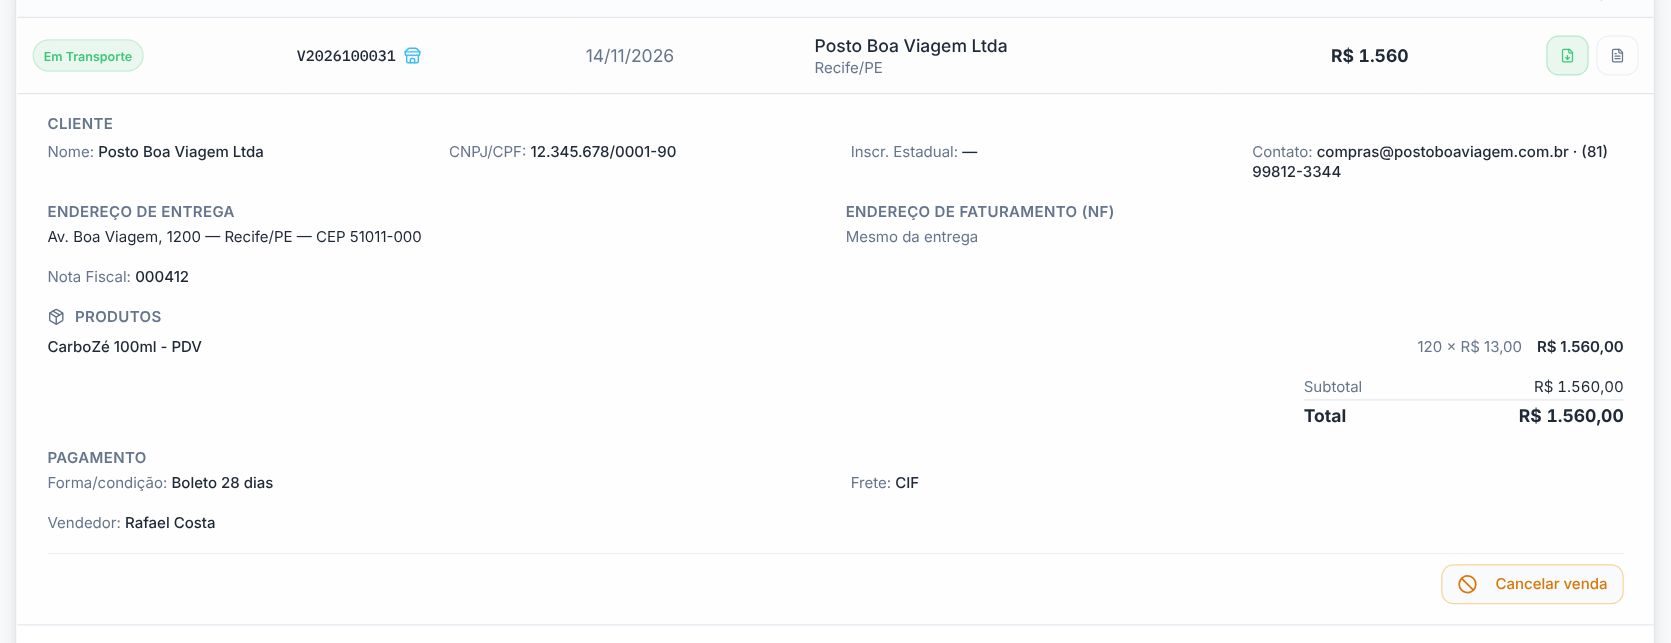 Em Transporte
V2026100031
14/11/2026
Posto Boa Viagem Ltda
Recife/PE
R$ 1.560
CLIENTE
Nome: Posto Boa Viagem Ltda
CNPJ/CPF: 12.345.678/0001-90
Inscr. Estadual: —
Contato: compras@postoboaviagem.com.br · (81)
99812-3344
ENDEREÇO DE ENTREGA
Av. Boa Viagem, 1200 — Recife/PE — CEP 51011-000
ENDEREÇO DE FATURAMENTO (NF)
Mesmo da entrega
Nota Fiscal: 000412
PRODUTOS
CarboZé 100ml - PDV
120 × R$ 13,00 R$ 1.560,00
Subtotal R$ 1.560,00
Total R$ 1.560,00
PAGAMENTO
Forma/condição: Boleto 28 dias
Frete: CIF
Vendedor: Rafael Costa
Cancelar venda